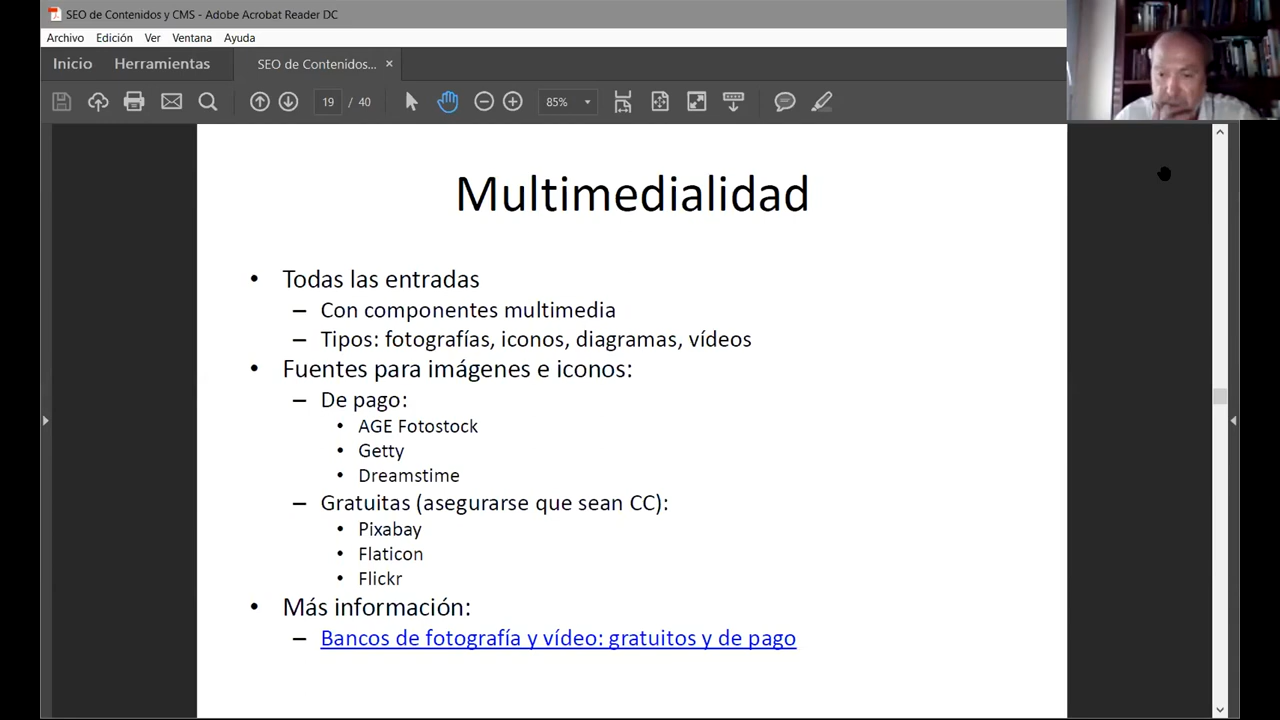 SEO de Contenidos y CMS - Adobe Acrobat Reader DC
Archivo Edición Ver Ventana Ayuda
Inicio Herramientas SEO de Contenidos... ×
19 / 40 85%
Multimedialidad
• Todas las entradas
– Con componentes multimedia
– Tipos: fotografías, iconos, diagramas, vídeos
• Fuentes para imágenes e iconos:
– De pago:
• AGE Fotostock
• Getty
• Dreamstime
– Gratuitas (asegurarse que sean CC):
• Pixabay
• Flaticon
• Flickr
• Más información:
– Bancos de fotografía y vídeo: gratuitos y de pago